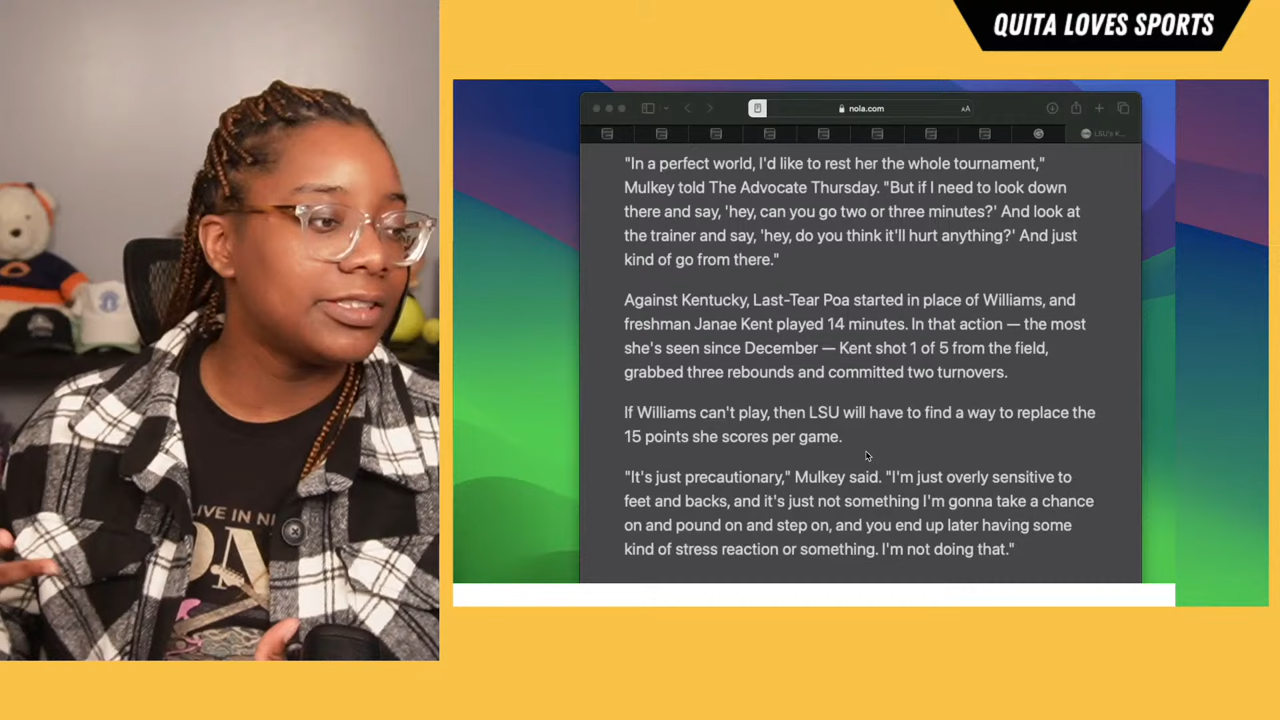 QUITA LOVES SPORTS
nola.com
AA
LSU's K...
"In a perfect world, I'd like to rest her the whole tournament,"
Mulkey told The Advocate Thursday. "But if I need to look down
there and say, 'hey, can you go two or three minutes?' And look at
the trainer and say, 'hey, do you think it'll hurt anything?' And just
kind of go from there."
Against Kentucky, Last-Tear Poa started in place of Williams, and
freshman Janae Kent played 14 minutes. In that action — the most
she's seen since December — Kent shot 1 of 5 from the field,
grabbed three rebounds and committed two turnovers.
If Williams can't play, then LSU will have to find a way to replace the
15 points she scores per game.
"It's just precautionary," Mulkey said. "I'm just overly sensitive to
feet and backs, and it's just not something I'm gonna take a chance
on and pound on and step on, and you end up later having some
kind of stress reaction or something. I'm not doing that."
LIVE IN